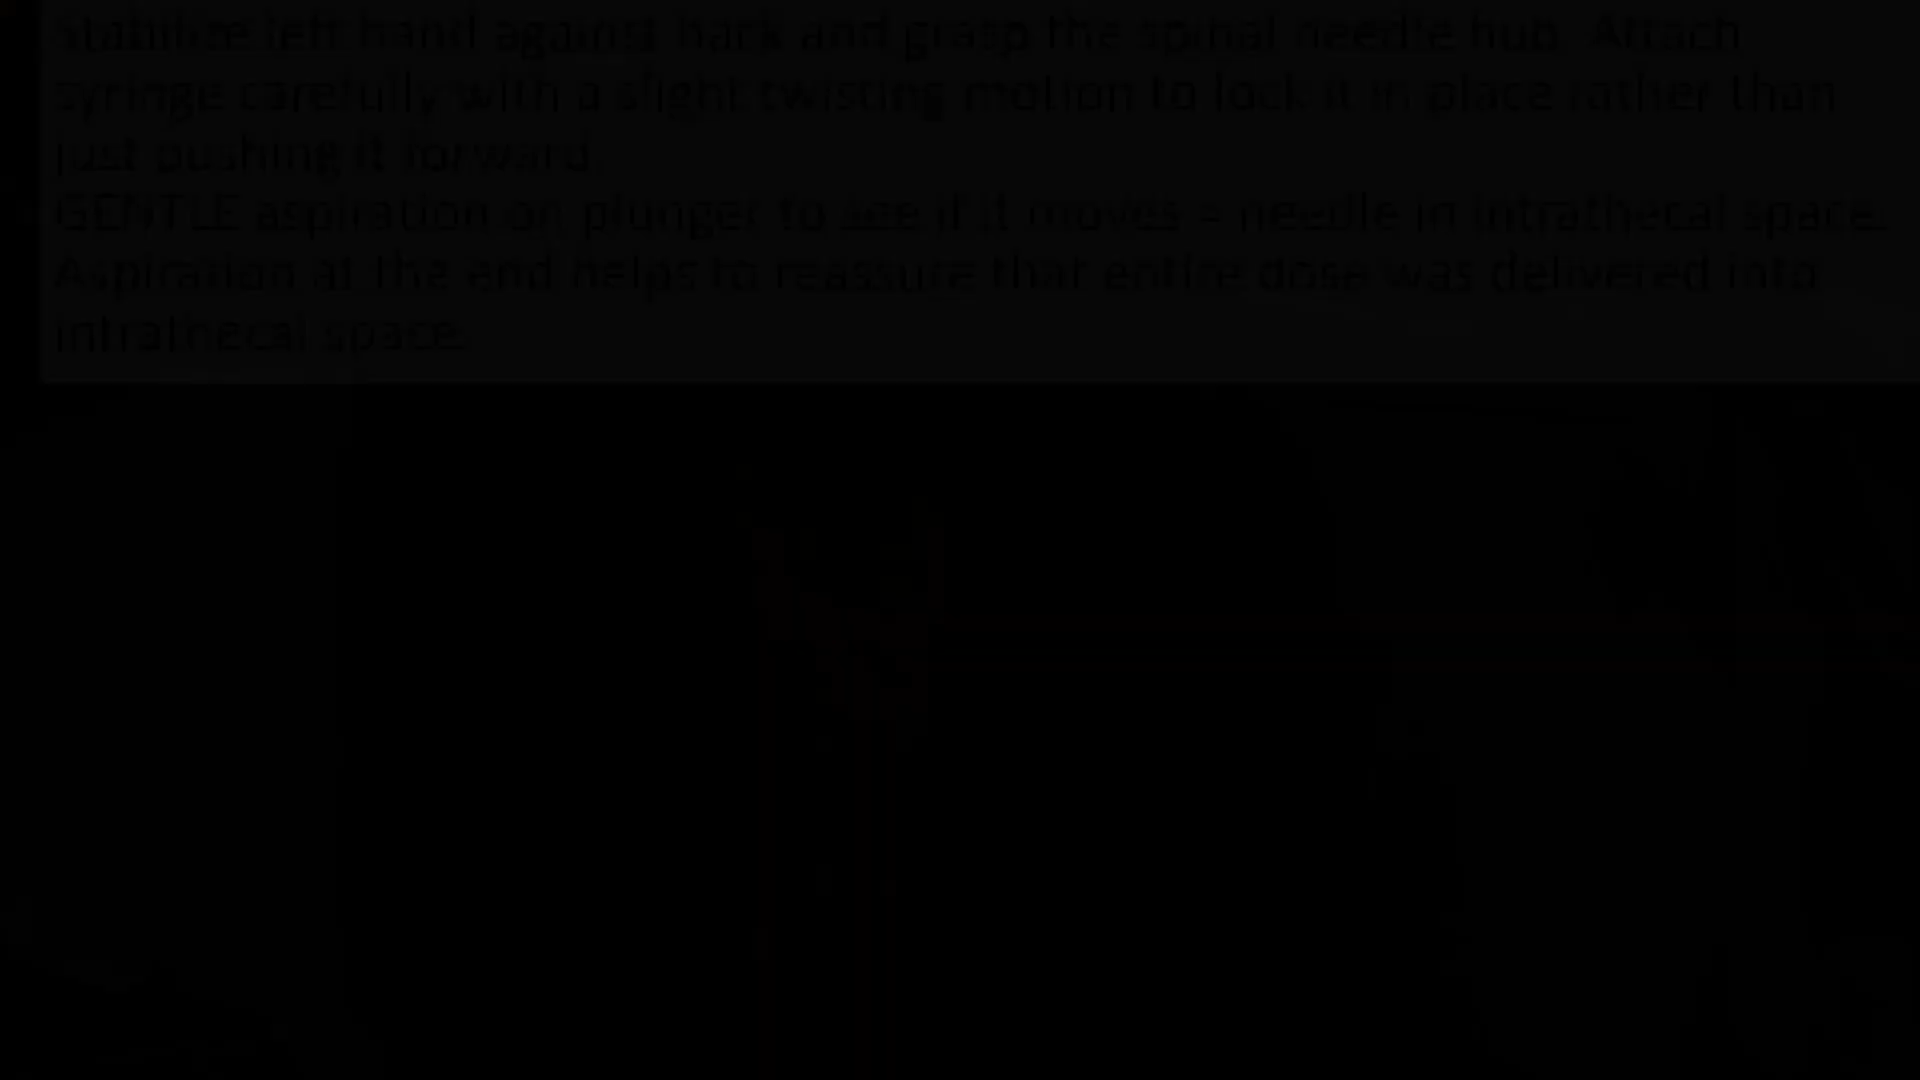 Stabilize left hand against back and grasp the spinal needle hub. Attach
syringe carefully with a slight twisting motion to lock it in place rather than
just pushing it forward.
GENTLE aspiration on plunger to see if it moves = needle in intrathecal space.
Aspiration at the end helps to reassure that entire dose was delivered into
intrathecal space.